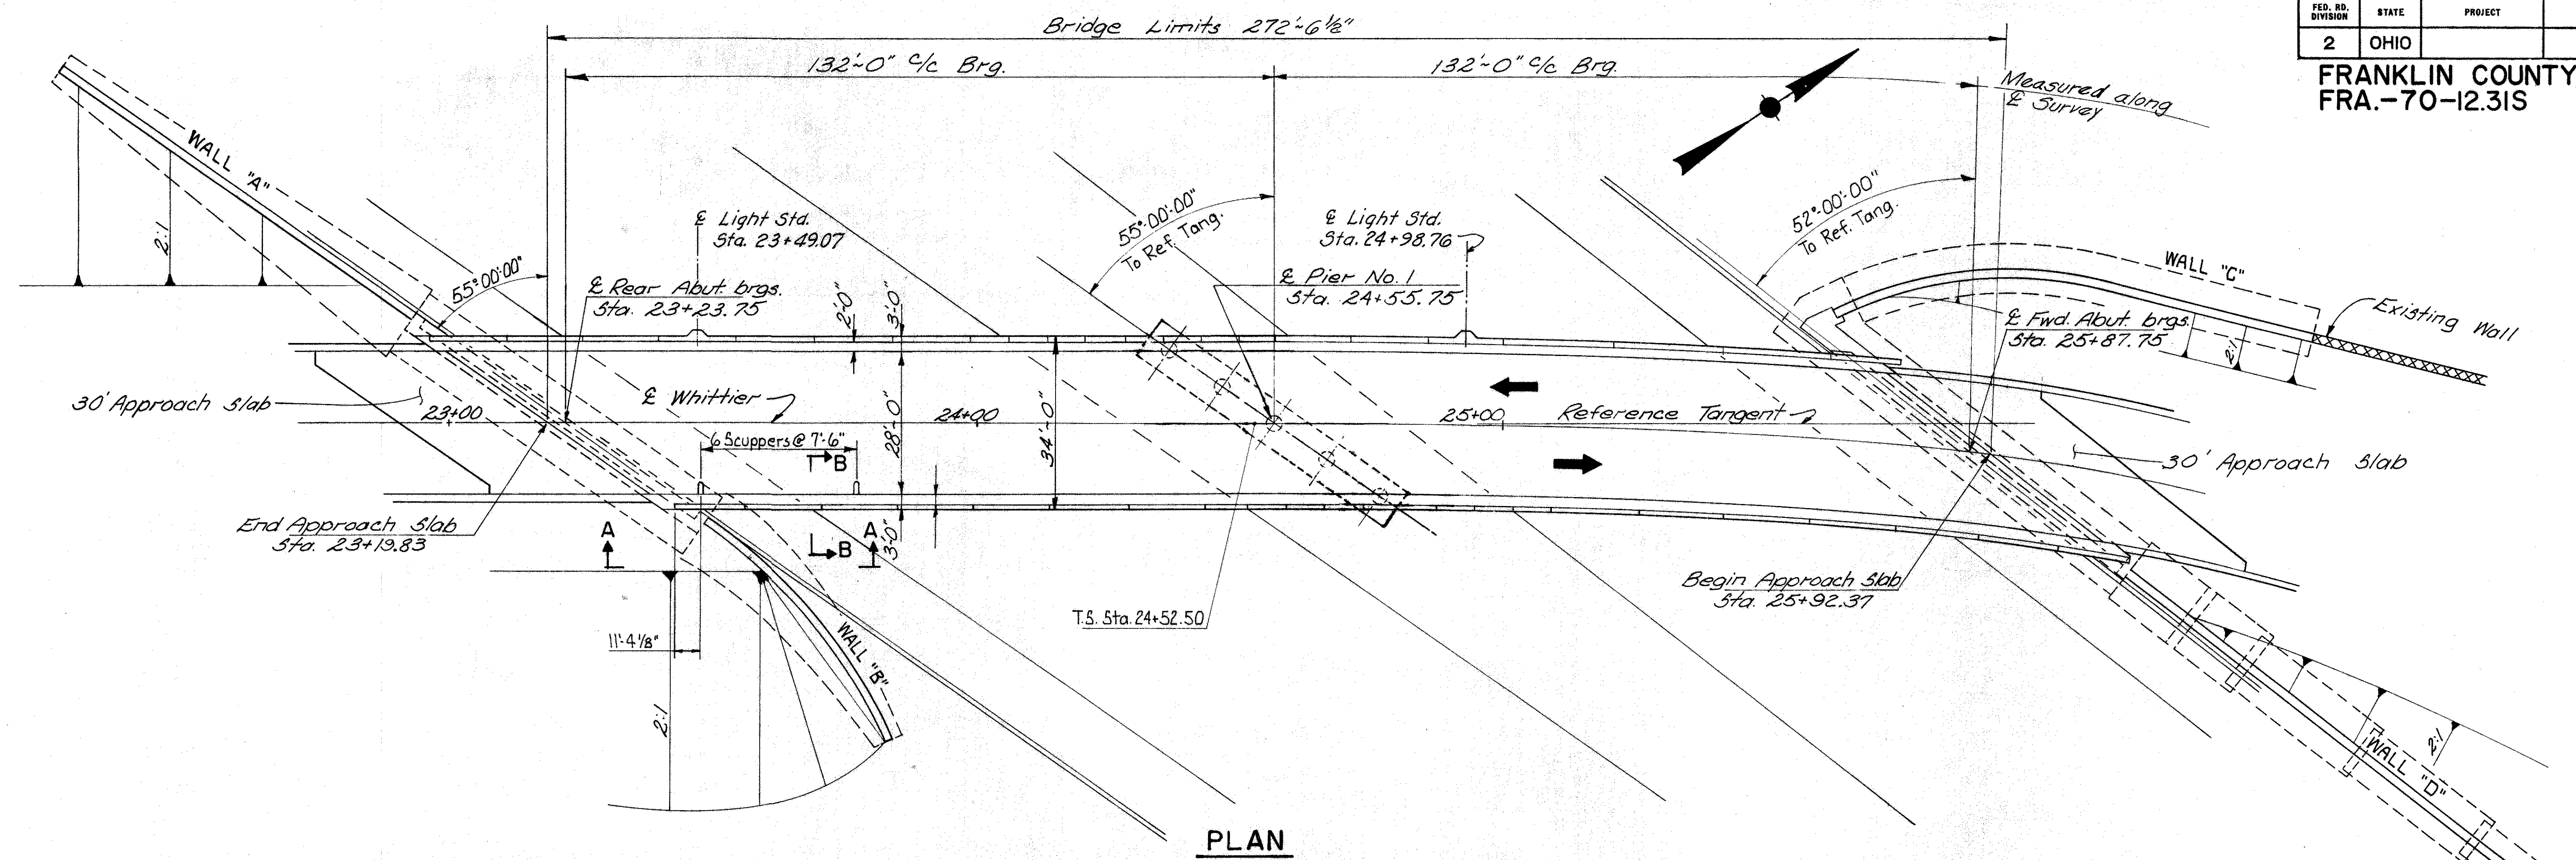 Bridge Limits 272'~6½"
132'~0" c/c Brg.
132'~0" c/c Brg.
Measured along
℄ Survey
FED. RD.
DIVISION
STATE
PROJECT
2
OHIO
FRANKLIN COUNTY
FRA.-70-12.31S
WALL "A"
2:1
55°00'00"
℄ Light Std.
Sta. 23+49.07
℄ Rear Abut. brgs.
Sta. 23+23.75
2'-0"
3'-0"
55°-00'-00"
To Ref. Tang.
℄ Light Std.
Sta. 24+98.76
℄ Pier No. 1
Sta. 24+55.75
52°-00'-00"
To Ref. Tang.
WALL "C"
℄ Fwd. Abut. brgs.
Sta. 25+87.75
2:1
Existing Wall
30' Approach Slab
23+00
℄ Whittier
28'-0"
24+00
34'-0"
25+00
Reference Tangent
6 Scuppers @ 7'-6"
B
30' Approach Slab
End Approach Slab
Sta. 23+19.83
A
B
A
3'-0"
Begin Approach Slab
Sta. 25+92.37
T.S. Sta. 24+52.50
11'-4⅛"
WALL "B"
2:1
2:1
WALL "D"
PLAN